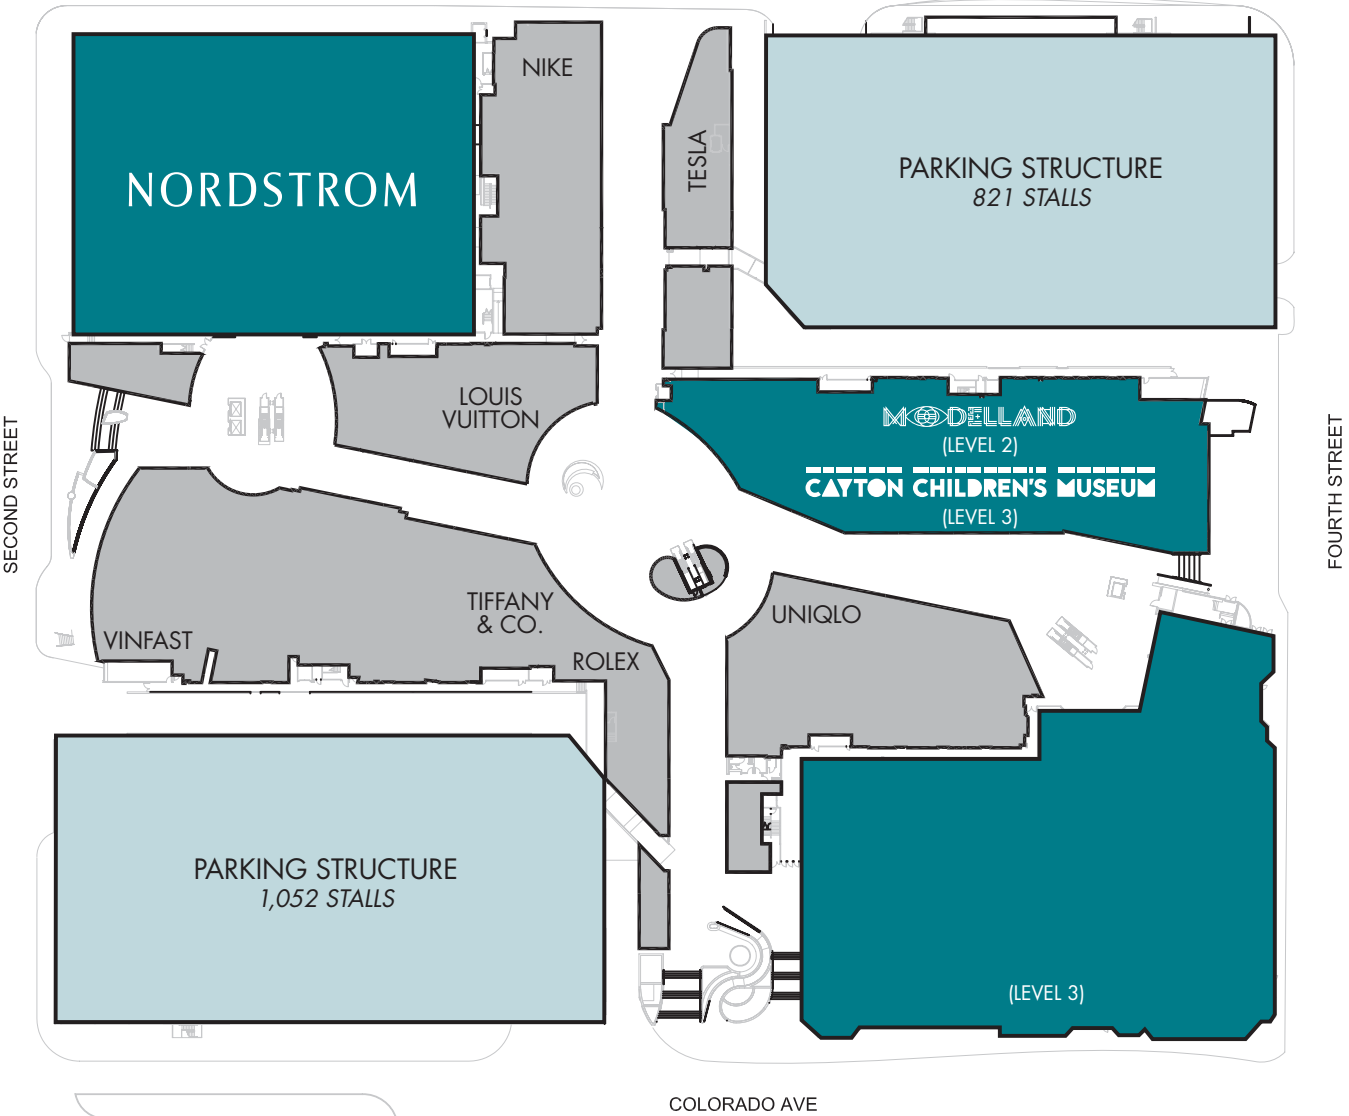 NIKE
TESLA
NORDSTROM
PARKING STRUCTURE
821 STALLS
LOUIS
VUITTON
MODELLAND
(LEVEL 2)
CAYTON CHILDREN'S MUSEUM
(LEVEL 3)
SECOND STREET
FOURTH STREET
TIFFANY
& CO.
UNIQLO
VINFAST
ROLEX
PARKING STRUCTURE
1,052 STALLS
(LEVEL 3)
COLORADO AVE